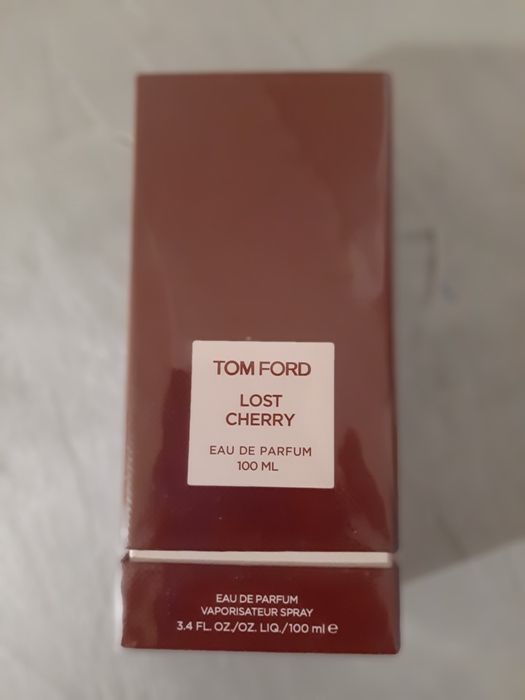 TOM FORD
LOST
CHERRY
EAU DE PARFUM
100 ML
EAU DE PARFUM
VAPORISATEUR SPRAY
3.4 FL. OZ./OZ. LIQ./100 ml ℮